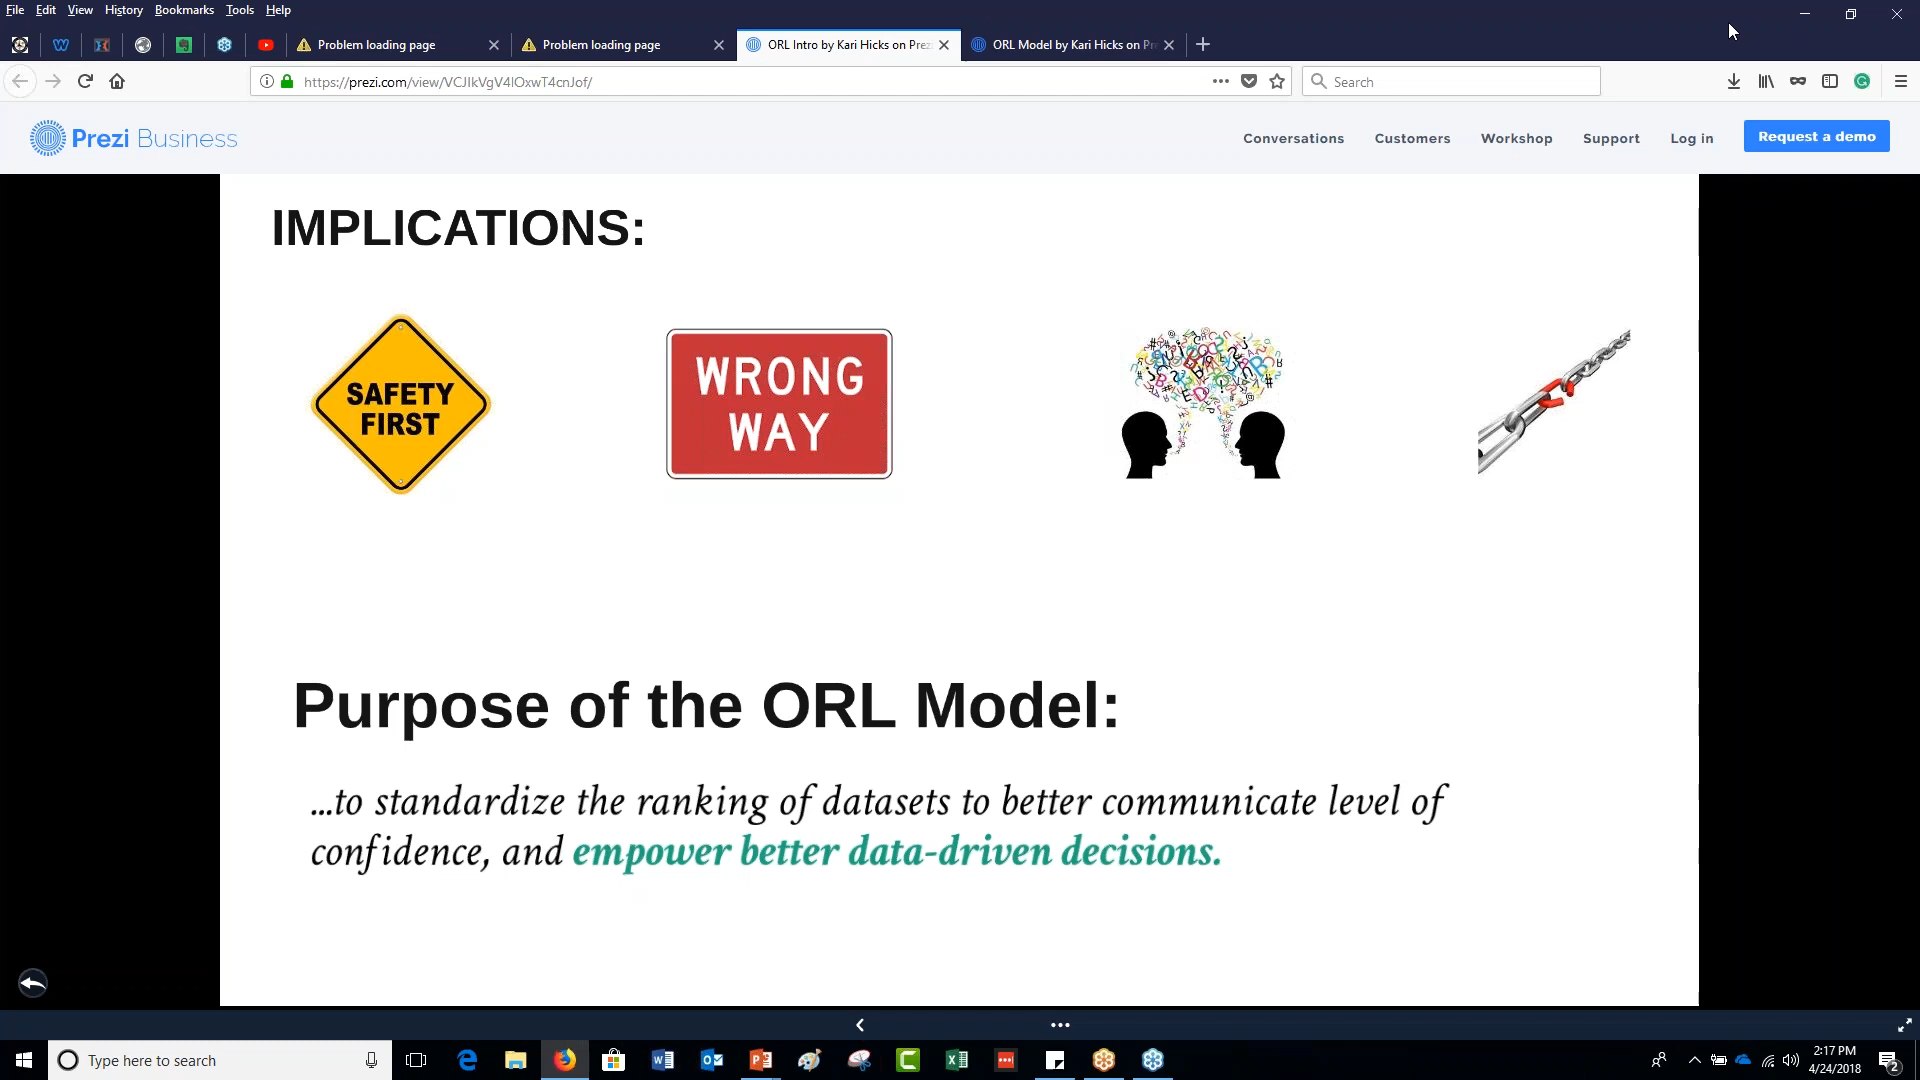 File Edit View History Bookmarks Tools Help
Problem loading page
Problem loading page
ORL Intro by Kari Hicks on Prez
ORL Model by Kari Hicks on Pre
https://prezi.com/view/VCJIkVgV4lOxwT4cnJof/
Search
Prezi Business
Conversations Customers Workshop Support Log in Request a demo
IMPLICATIONS:
SAFETY
FIRST
WRONG
WAY
Purpose of the ORL Model:
...to standardize the ranking of datasets to better communicate level of
confidence, and empower better data-driven decisions.
Type here to search
2:17 PM
4/24/2018
2